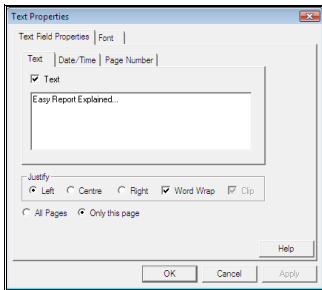 Text Properties
Text Field Properties Font
Text Date/Time Page Number
Text
Easy Report Explained...
Justify
Left Centre Right Word Wrap Clip
All Pages Only this page
Help
OK Cancel Apply